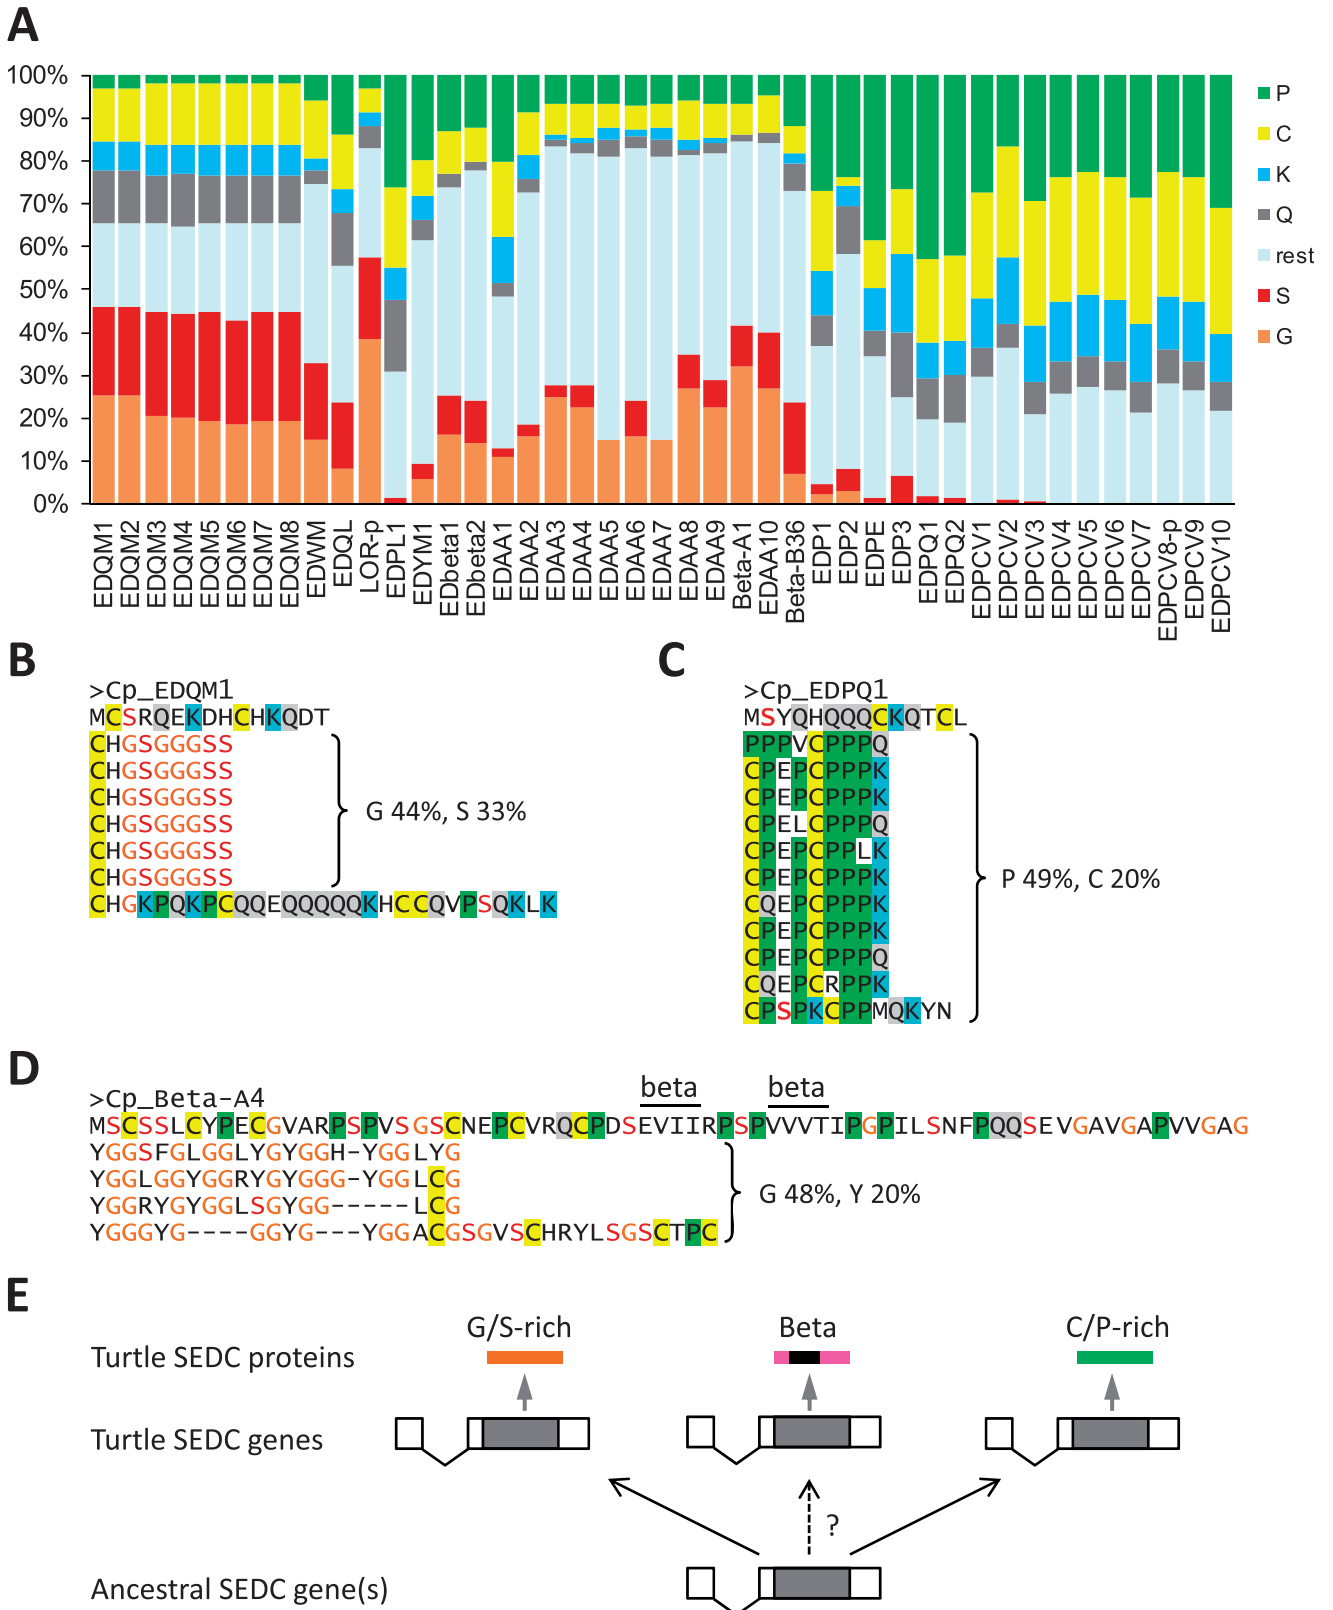 A
100%
90%
80%
70%
60%
50%
40%
30%
20%
10%
0%
P
C
K
Q
rest
S
G
EDQM1
EDQM2
EDQM3
EDQM4
EDQM5
EDQM6
EDQM7
EDQM8
EDWM
EDQL
LOR-p
EDPL1
EDYM1
EDbeta1
EDbeta2
EDAA1
EDAA2
EDAA3
EDAA4
EDAA5
EDAA6
EDAA7
EDAA8
EDAA9
Beta-A1
EDAA10
Beta-B36
EDP1
EDP2
EDPE
EDP3
EDPQ1
EDPQ2
EDPCV1
EDPCV2
EDPCV3
EDPCV4
EDPCV5
EDPCV6
EDPCV7
EDPCV8-p
EDPCV9
EDPCV10
B
>Cp_EDQM1
MCSRQEKDHCHKQDT
CHGSGGGSS
CHGSGGGSS
CHGSGGGSS
CHGSGGGSS
CHGSGGGSS
CHGSGGGSS
CHGKPQKPCQQEQQQQQKHCCQVPSQKLK
G 44%, S 33%
C
>Cp_EDPQ1
MSYQHQQQCKQTCL
PPPVCPPPQ
CPEPCPPPK
CPEPCPPPK
CPELCPPPQ
CPEPCPPLK
CPEPCPPPK
CQEPCPPPK
CPEPCPPPK
CPEPCPPPQ
CQEPCRPPK
CPSPKCPPMQKYN
P 49%, C 20%
D
beta beta
>Cp_Beta-A4
MSCSSLCYPECGVARPSPVSGSCNEPCVRQCPDSEVIIRPSPVVVTIPGPILSNFPQQSEVGAVGAPVVGAG
YGGSFGLGGLYGYGGH-YGGLYG
YGGLGGYGGRYGYGGG-YGGLCG
YGGRYGYGGLSGYGG-----LCG
YGGGYG----GGYG---YGGACGSGVSCHRYLSGSCTPC
G 48%, Y 20%
E
G/S-rich Beta C/P-rich
Turtle SEDC proteins
Turtle SEDC genes
?
Ancestral SEDC gene(s)